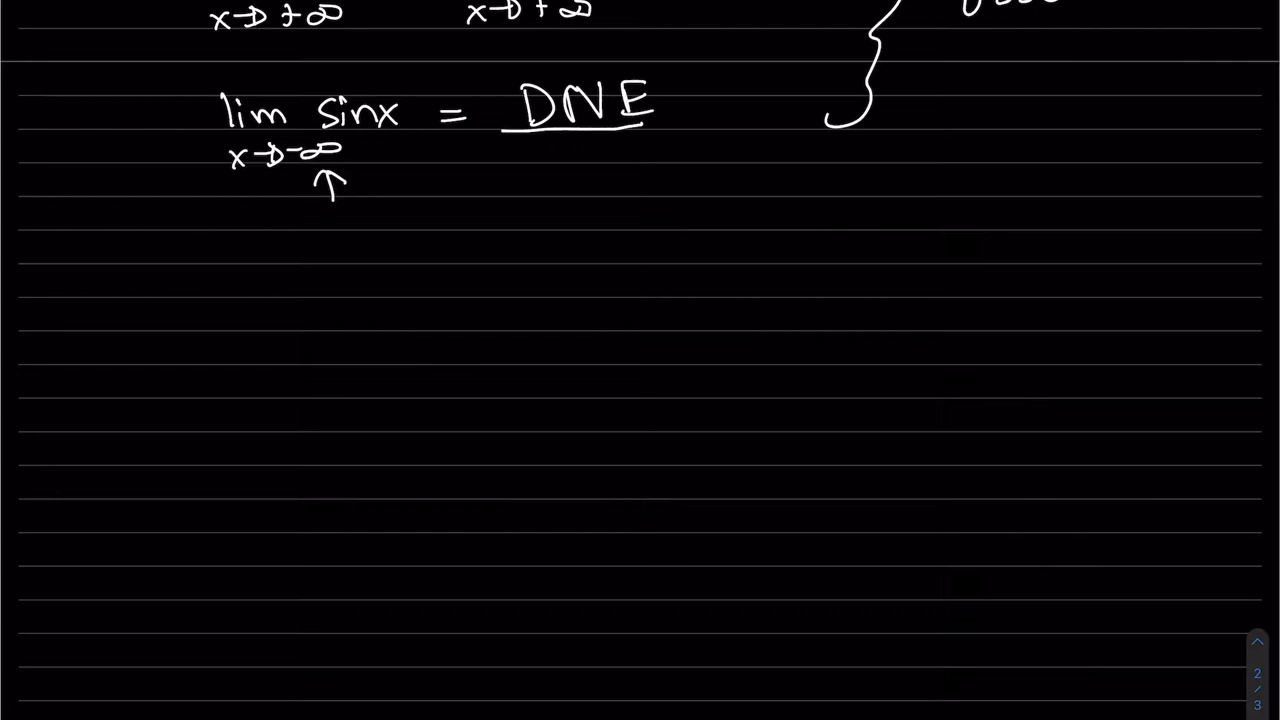 x→+∞ x→+∞
lim sinx = DNE
x→-∞
↑
2
/
3